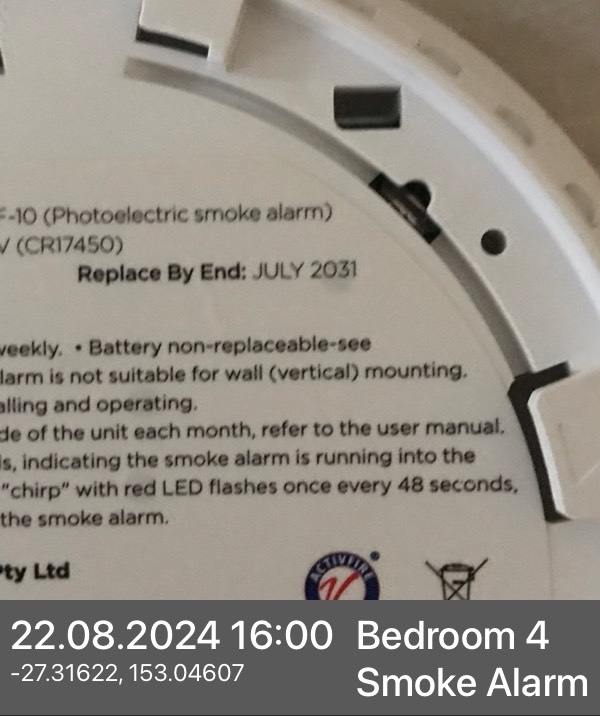 F-10 (Photoelectric smoke alarm)
V (CR17450)
Replace By End: JULY 2031
weekly. • Battery non-replaceable-see
larm is not suitable for wall (vertical) mounting.
alling and operating.
de of the unit each month, refer to the user manual.
s, indicating the smoke alarm is running into the
"chirp" with red LED flashes once every 48 seconds,
the smoke alarm.
Pty Ltd
ACTIVFIRE
22.08.2024 16:00
-27.31622, 153.04607
Bedroom 4
Smoke Alarm